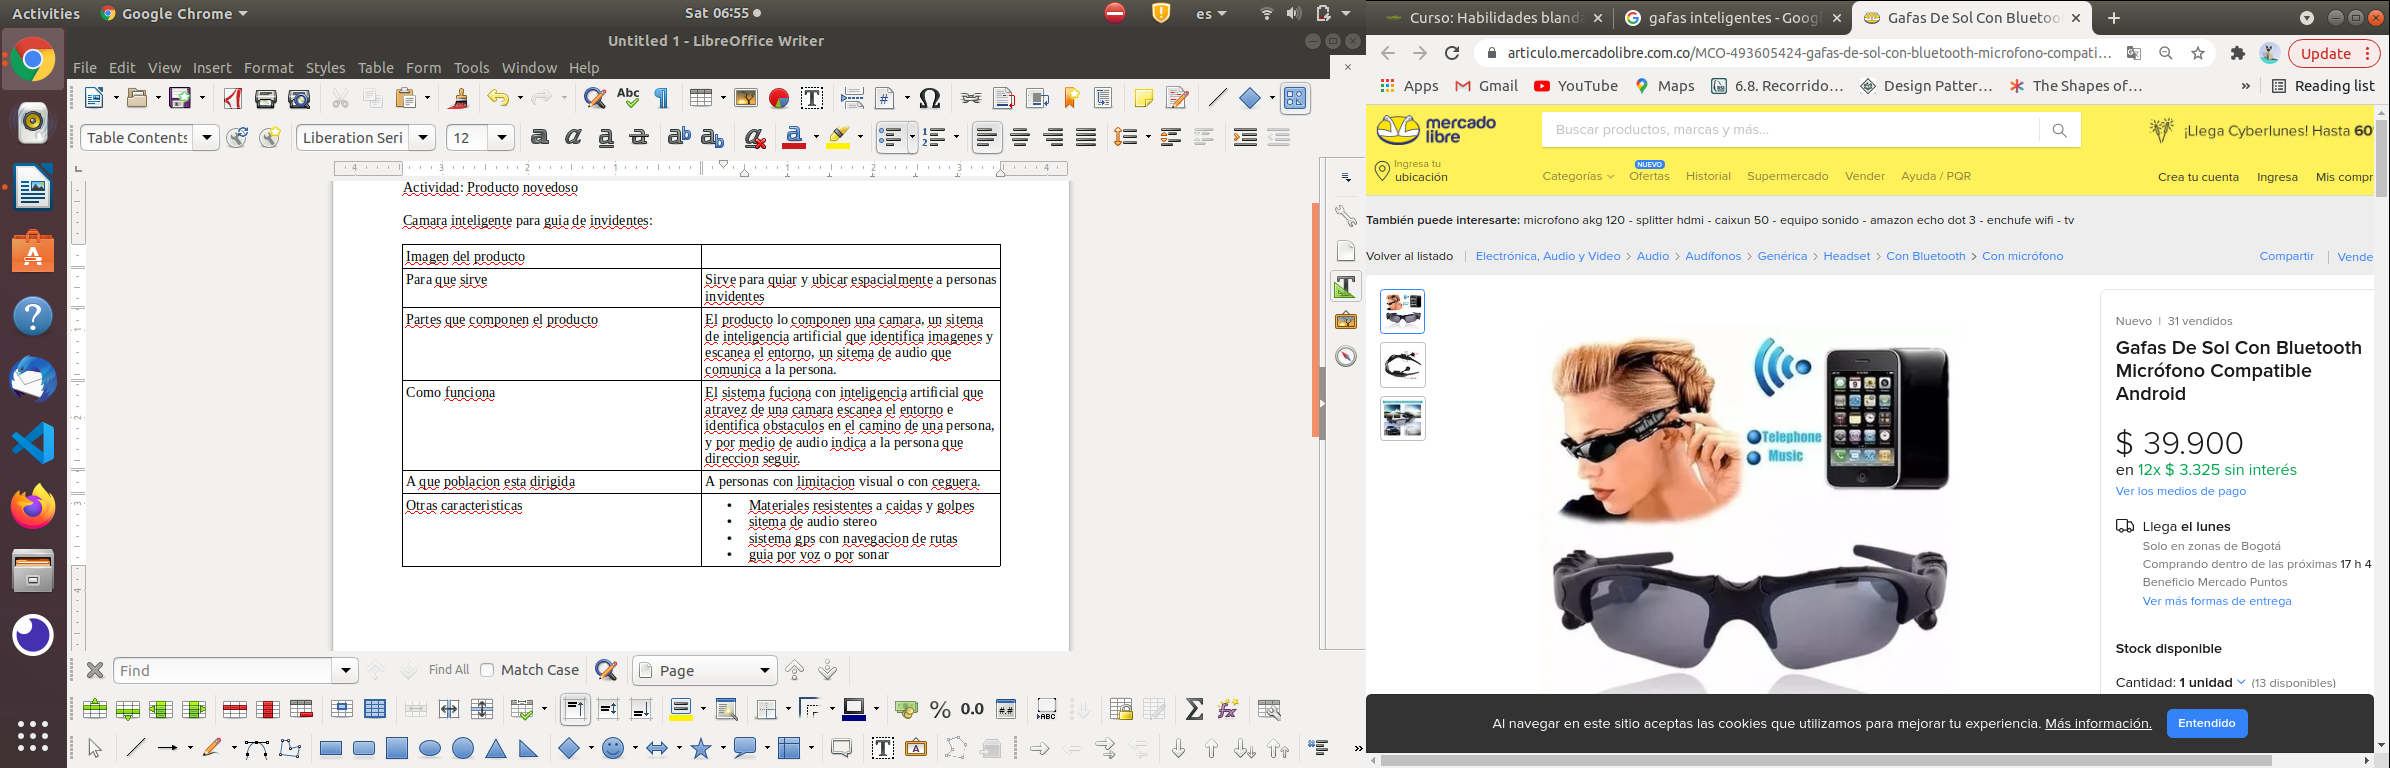 Activities
Google Chrome
Sat 06:55
es
Untitled 1 - LibreOffice Writer
File Edit View Insert Format Styles Table Form Tools Window Help
Table Contents
Liberation Seri
12
Actividad: Producto novedoso
Camara inteligente para guia de invidentes:
Imagen del producto
Para que sirve
Sirve para quiar y ubicar espacialmente a personas
invidentes
Partes que componen el producto
El producto lo componen una camara, un sitema
de inteligencia artificial que identifica imagenes y
escanea el entorno, un sitema de audio que
comunica a la persona.
Como funciona
El sistema fuciona con inteligencia artificial que
atravez de una camara escanea el entorno e
identifica obstaculos en el camino de una persona,
y por medio de audio indica a la persona que
direccion seguir.
A que poblacion esta dirigida
A personas con limitacion visual o con ceguera.
Otras caracteristicas
• Materiales resistentes a caidas y golpes
• sitema de audio stereo
• sistema gps con navegacion de rutas
• guia por voz o por sonar
Find
Find All
Match Case
Page
Curso: Habilidades bland
gafas inteligentes - Googl
Gafas De Sol Con Bluetoo
articulo.mercadolibre.com.co/MCO-493605424-gafas-de-sol-con-bluetooth-microfono-compati...
Update
Apps
Gmail
YouTube
Maps
6.8. Recorrido...
Design Patter...
The Shapes of...
»
Reading list
mercado
libre
Buscar productos, marcas y más...
¡Llega Cyberlunes! Hasta 60
Ingresa tu
ubicación
Categorías
NUEVO
Ofertas
Historial
Supermercado
Vender
Ayuda / PQR
Crea tu cuenta
Ingresa
Mis compr
También puede interesarte: microfono akg 120 - splitter hdmi - caixun 50 - equipo sonido - amazon echo dot 3 - enchufe wifi - tv
Volver al listado | Electrónica, Audio y Video > Audio > Audífonos > Genérica > Headset > Con Bluetooth > Con micrófono
Compartir | Vende
Telephone
Music
Nuevo | 31 vendidos
Gafas De Sol Con Bluetooth
Micrófono Compatible
Android
$ 39.900
en 12x $ 3.325 sin interés
Ver los medios de pago
Llega el lunes
Solo en zonas de Bogotá
Comprando dentro de las próximas 17 h 4
Beneficio Mercado Puntos
Ver más formas de entrega
Stock disponible
Cantidad: 1 unidad (13 disponibles)
Al navegar en este sitio aceptas las cookies que utilizamos para mejorar tu experiencia. Más información.
Entendido